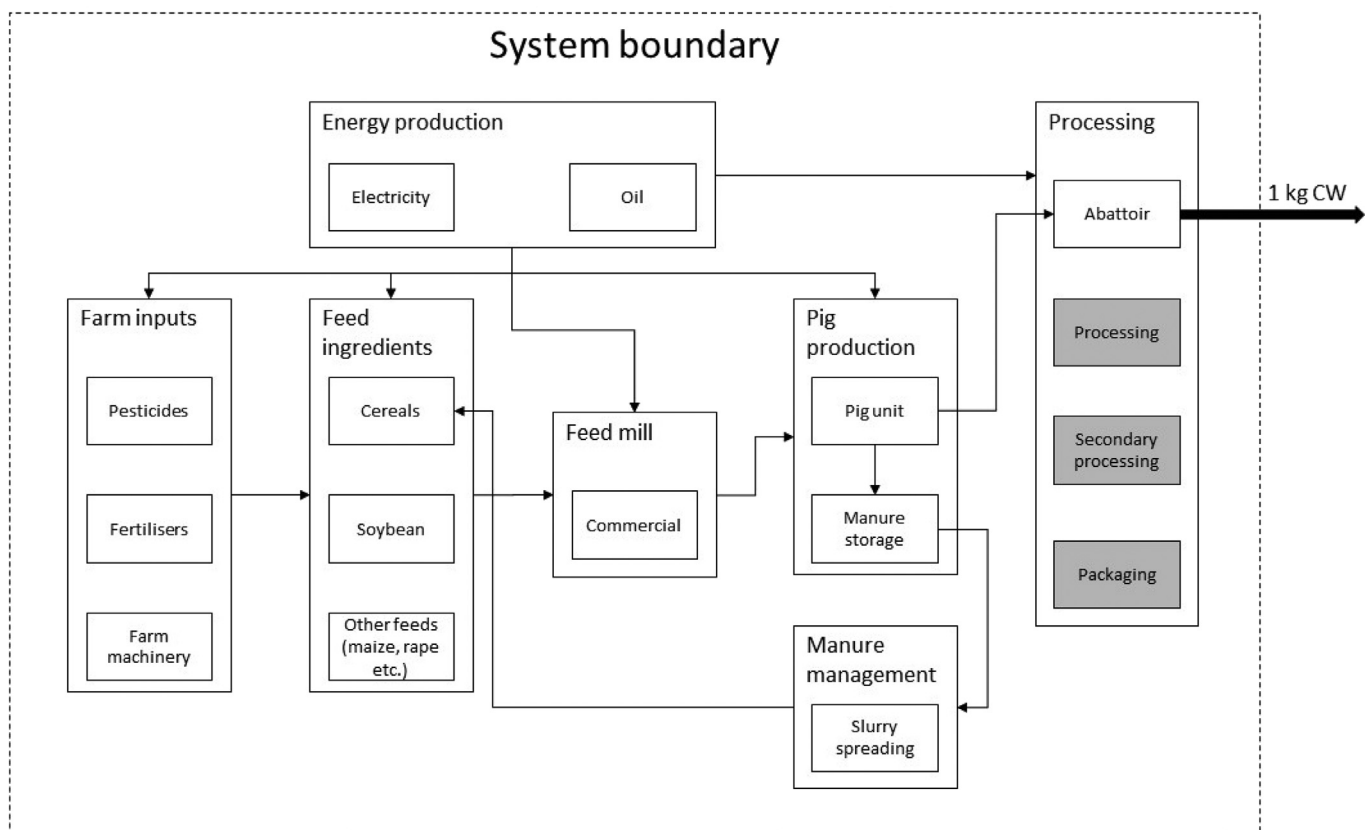 System boundary
Energy production
Electricity
Oil
Processing
Abattoir
1 kg CW
Processing
Secondary
processing
Packaging
Farm inputs
Pesticides
Fertilisers
Farm
machinery
Feed
ingredients
Cereals
Soybean
Other feeds
(maize, rape
etc.)
Feed mill
Commercial
Pig
production
Pig unit
Manure
storage
Manure
management
Slurry
spreading